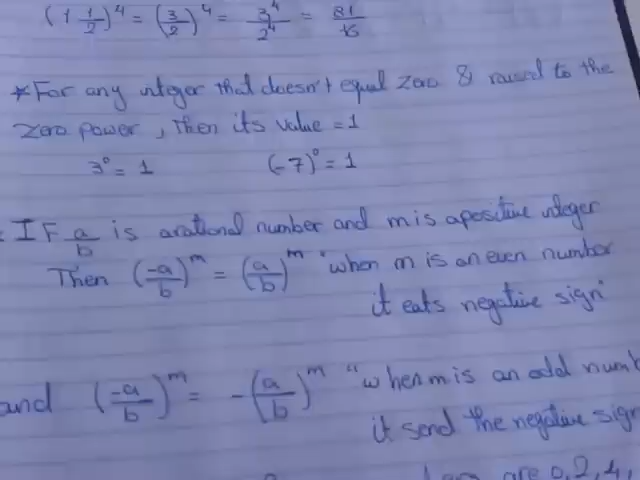 (1 1/2)^4 = (3/2)^4 = 3^4/2^4 = 81/16
* For any integer that doesn't equal zero & raised to the
zero power, then its value = 1
3° = 1 (-7)° = 1
IF a/b is a rational number and m is a positive integer
Then (-a/b)^m = (a/b)^m "when m is an even number
it eats negative sign"
and (-a/b)^m = -(a/b)^m "when m is an odd numb
it send the negative sign
are 0, 2, 4,